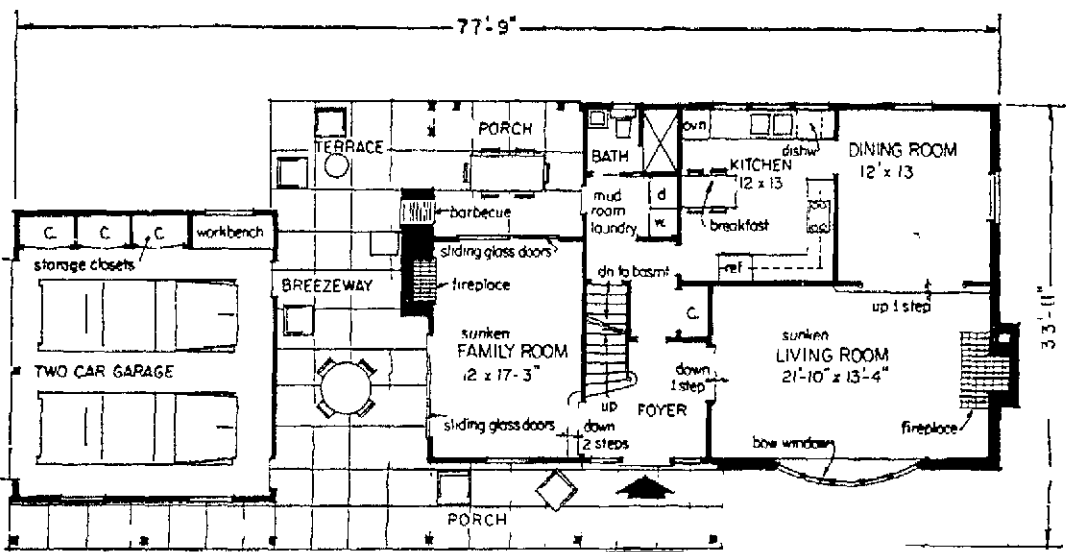 77'-9"
PORCH
TERRACE
barbecue
BATH
mud
room
laundry
d
w.
ovn
dishw
KITCHEN
12 x 13
breakfast
ref
DINING ROOM
12' x 13
C.
C.
C
workbench
storage closets
TWO CAR GARAGE
BREEZEWAY
sliding glass doors
fireplace
sunken
FAMILY ROOM
12 x 17-3"
sliding glass doors
dn to basmt
up
C.
down
1 step
FOYER
down
2 steps
up 1 step
sunken
LIVING ROOM
21'-10" x 13'-4"
fireplace
bow window
33'-11"
PORCH